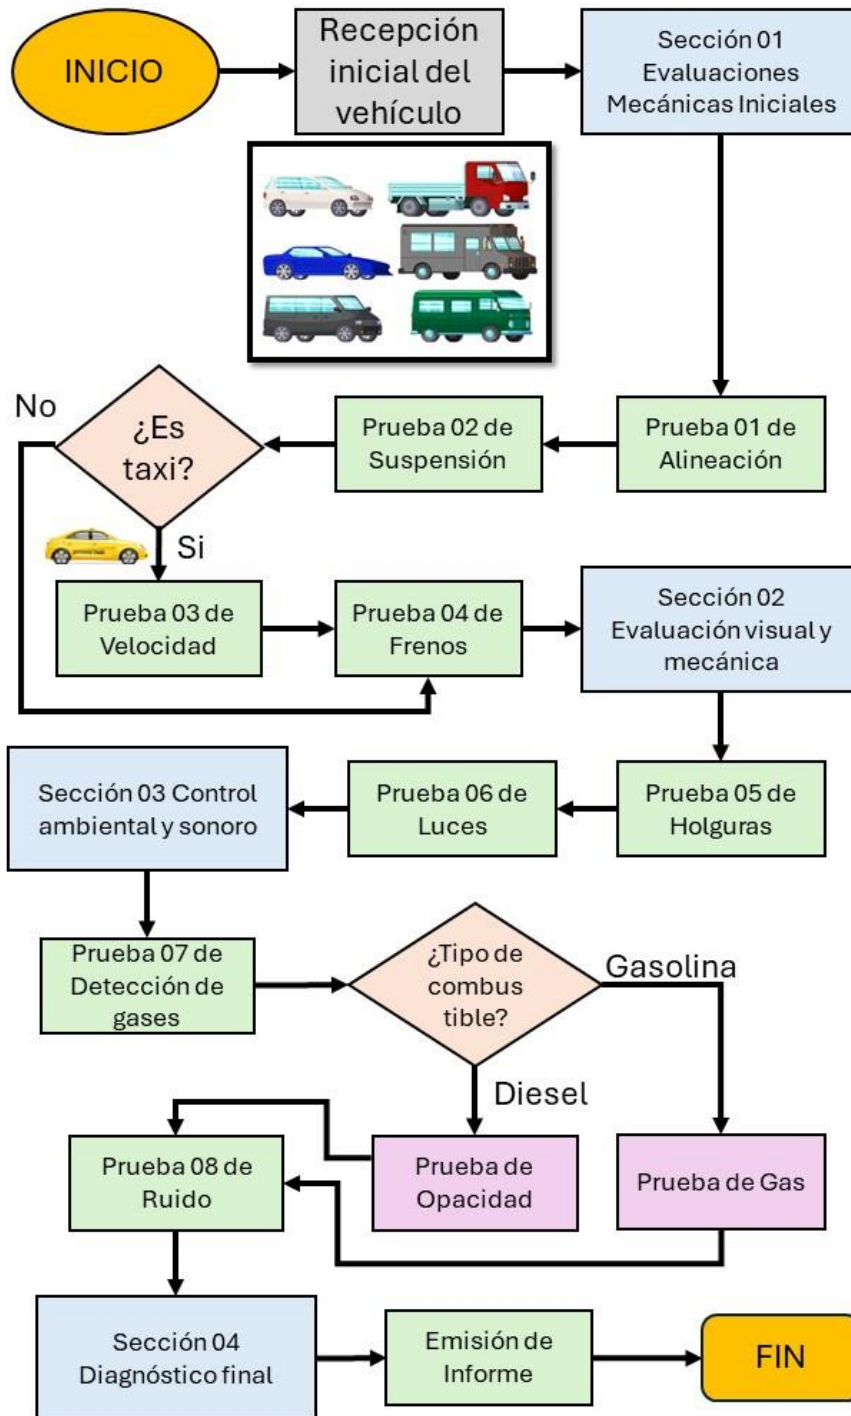 INICIO
Recepción
inicial del
vehículo
Sección 01
Evaluaciones
Mecánicas Iniciales
Prueba 01 de
Alineación
Prueba 02 de
Suspensión
¿Es
taxi?
No
Si
Prueba 03 de
Velocidad
Prueba 04 de
Frenos
Sección 02
Evaluación visual y
mecánica
Prueba 05 de
Holguras
Prueba 06 de
Luces
Sección 03 Control
ambiental y sonoro
Prueba 07 de
Detección de
gases
¿Tipo de
combus
tible?
Gasolina
Diesel
Prueba de
Opacidad
Prueba de Gas
Prueba 08 de
Ruido
Sección 04
Diagnóstico final
Emisión de
Informe
FIN